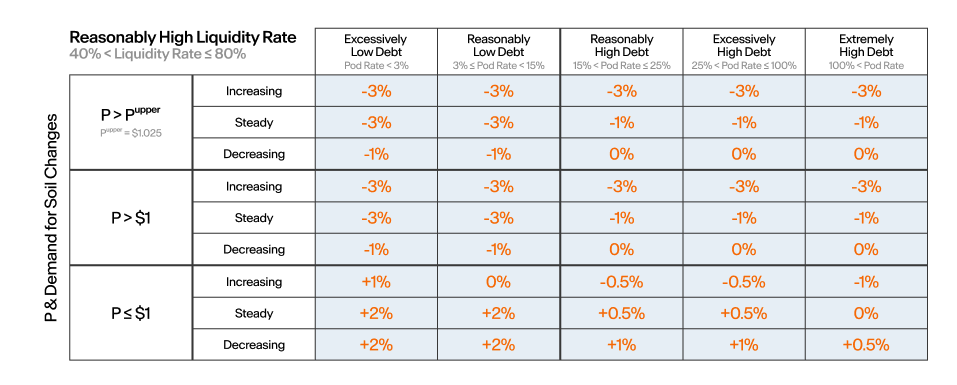 Reasonably High Liquidity Rate
40% < Liquidity Rate ≤ 80%
Excessively
Low Debt
Pod Rate < 3%
Reasonably
Low Debt
3% ≤ Pod Rate < 15%
Reasonably
High Debt
15% < Pod Rate ≤ 25%
Excessively
High Debt
25% < Pod Rate ≤ 100%
Extremely
High Debt
100% < Pod Rate
P & Demand for Soil Changes
P > Pupper
Pupper = $1.025
Increasing -3% -3% -3% -3% -3%
Steady -3% -3% -1% -1% -1%
Decreasing -1% -1% 0% 0% 0%
P > $1
Increasing -3% -3% -3% -3% -3%
Steady -3% -3% -1% -1% -1%
Decreasing -1% -1% 0% 0% 0%
P ≤ $1
Increasing +1% 0% -0.5% -0.5% -1%
Steady +2% +2% +0.5% +0.5% 0%
Decreasing +2% +2% +1% +1% +0.5%